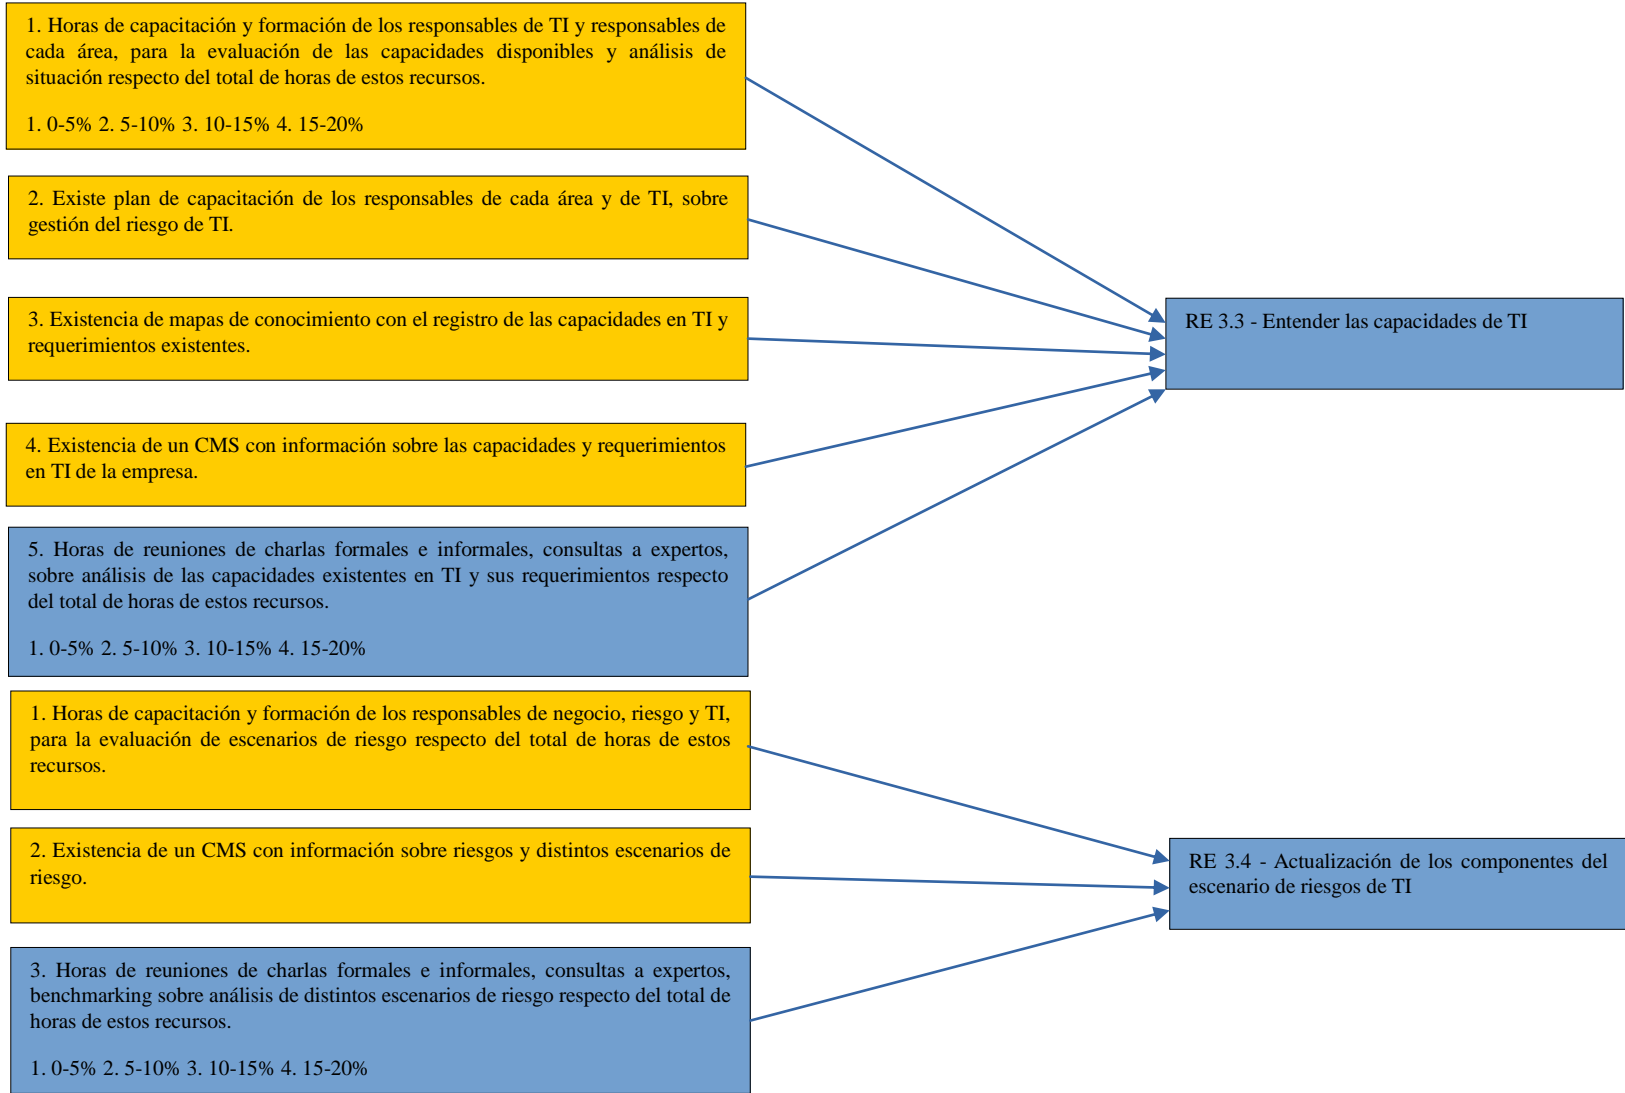 1. Horas de capacitación y formación de los responsables de TI y responsables de
cada área, para la evaluación de las capacidades disponibles y análisis de
situación respecto del total de horas de estos recursos.
1. 0-5% 2. 5-10% 3. 10-15% 4. 15-20%
2. Existe plan de capacitación de los responsables de cada área y de TI, sobre
gestión del riesgo de TI.
3. Existencia de mapas de conocimiento con el registro de las capacidades en TI y
requerimientos existentes.
RE 3.3 - Entender las capacidades de TI
4. Existencia de un CMS con información sobre las capacidades y requerimientos
en TI de la empresa.
5. Horas de reuniones de charlas formales e informales, consultas a expertos,
sobre análisis de las capacidades existentes en TI y sus requerimientos respecto
del total de horas de estos recursos.
1. 0-5% 2. 5-10% 3. 10-15% 4. 15-20%
1. Horas de capacitación y formación de los responsables de negocio, riesgo y TI,
para la evaluación de escenarios de riesgo respecto del total de horas de estos
recursos.
2. Existencia de un CMS con información sobre riesgos y distintos escenarios de
riesgo.
RE 3.4 - Actualización de los componentes del
escenario de riesgos de TI
3. Horas de reuniones de charlas formales e informales, consultas a expertos,
benchmarking sobre análisis de distintos escenarios de riesgo respecto del total de
horas de estos recursos.
1. 0-5% 2. 5-10% 3. 10-15% 4. 15-20%